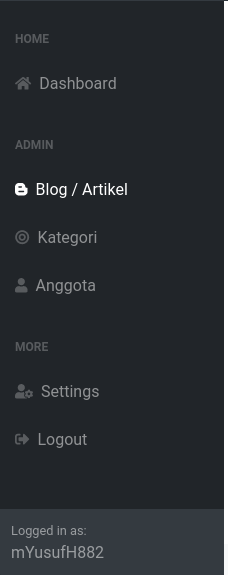 HOME
Dashboard
ADMIN
Blog / Artikel
Kategori
Anggota
MORE
Settings
Logout
Logged in as:
mYusufH882